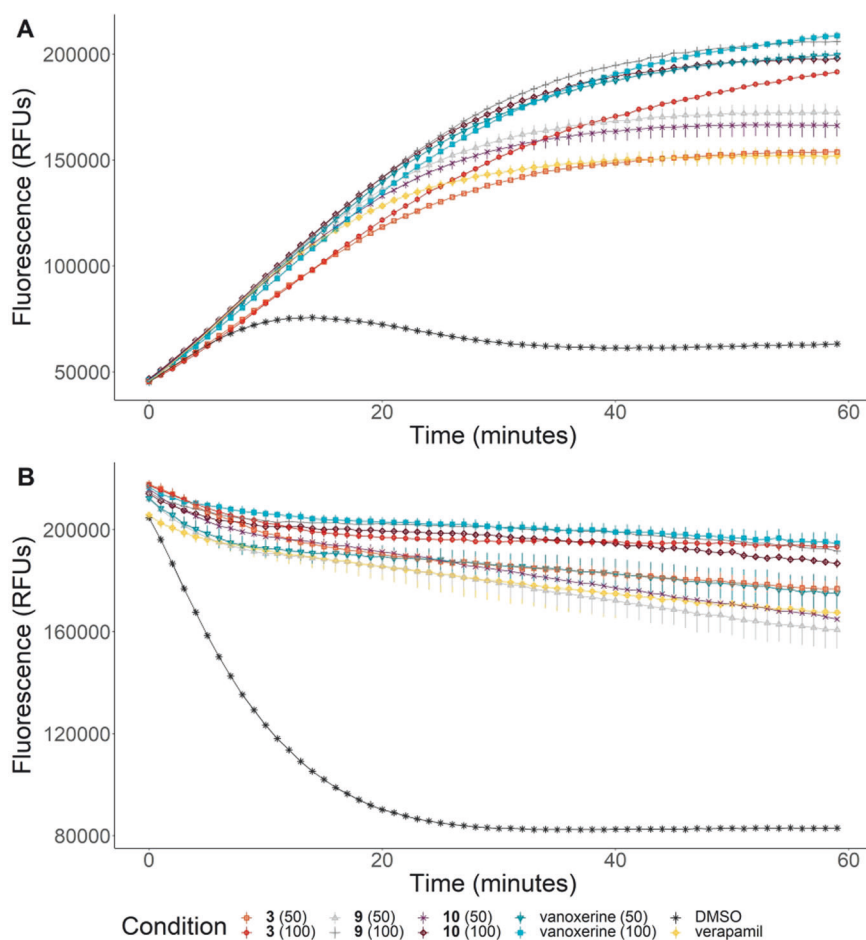 A
200000
150000
100000
50000
Fluorescence (RFUs)
0 20 40 60
Time (minutes)
B
200000
160000
120000
80000
Fluorescence (RFUs)
0 20 40 60
Time (minutes)
Condition
3 (50) 9 (50) 10 (50) vanoxerine (50) DMSO
3 (100) 9 (100) 10 (100) vanoxerine (100) verapamil